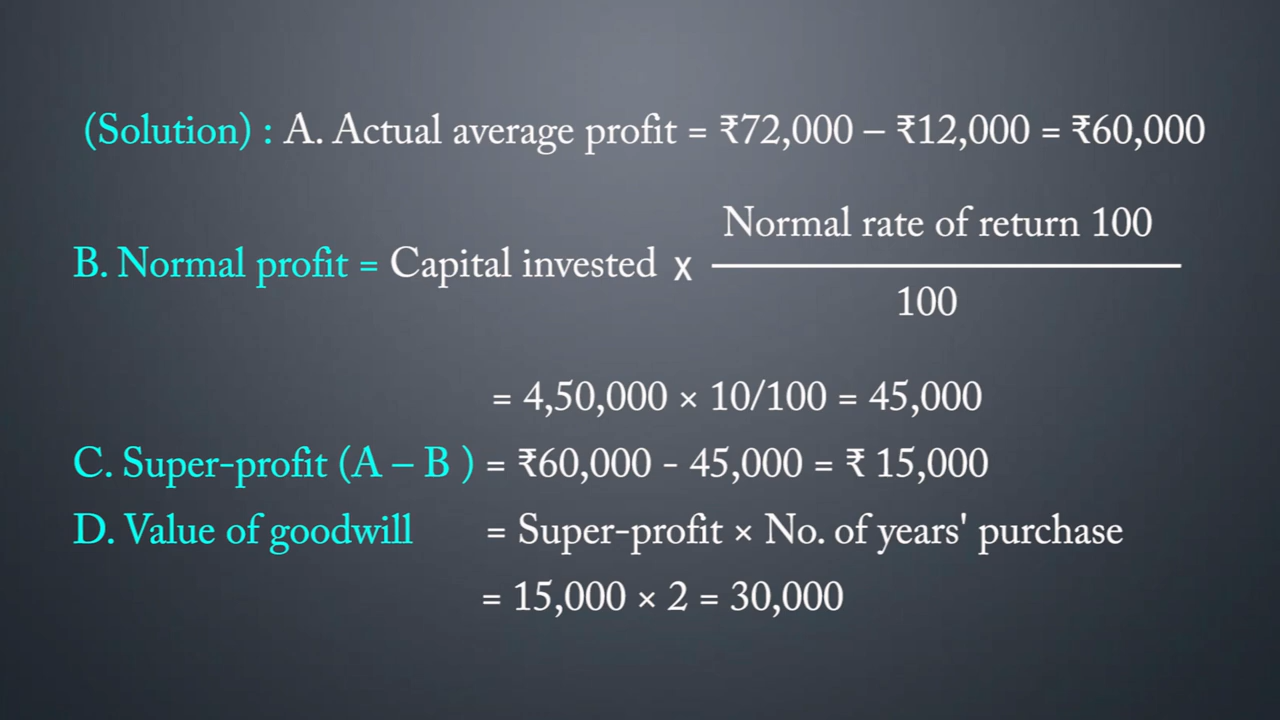 (Solution) : A. Actual average profit = ₹72,000 – ₹12,000 = ₹60,000
B. Normal profit = Capital invested x Normal rate of return 100
100
= 4,50,000 × 10/100 = 45,000
C. Super-profit (A – B ) = ₹60,000 - 45,000 = ₹ 15,000
D. Value of goodwill = Super-profit × No. of years' purchase
= 15,000 × 2 = 30,000